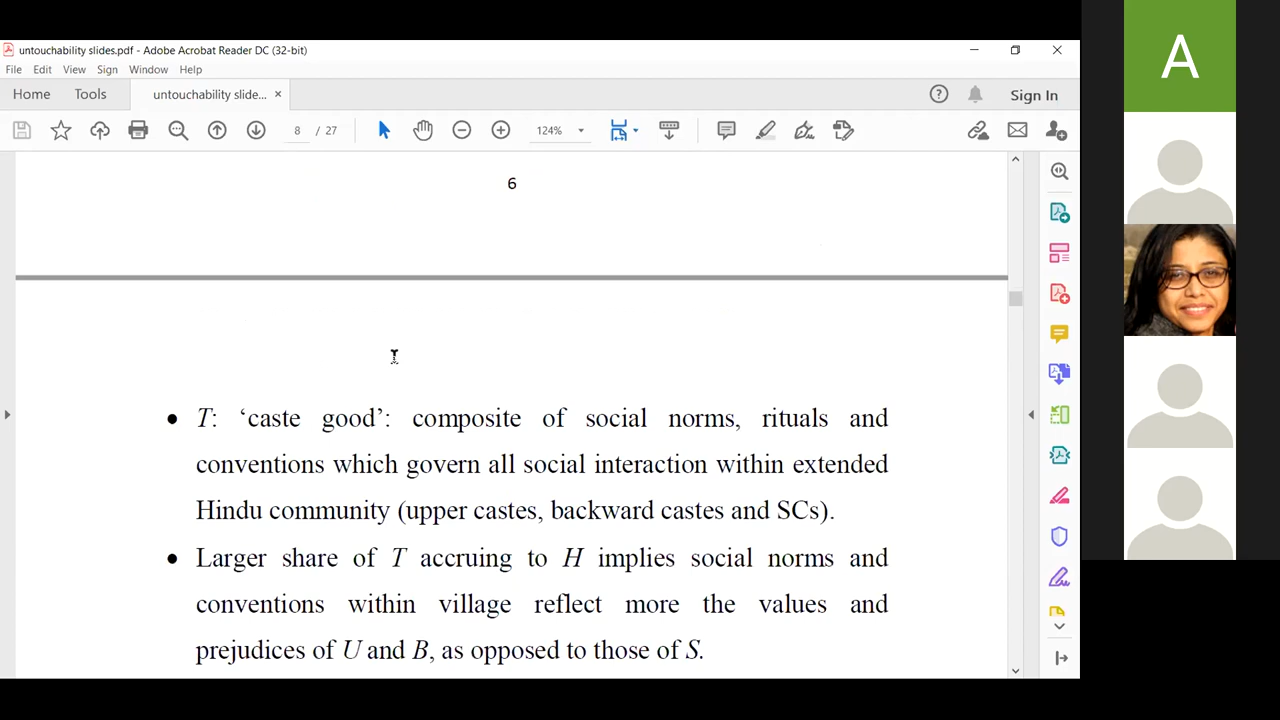 untouchability slides.pdf - Adobe Acrobat Reader DC (32-bit)
File Edit View Sign Window Help
Home Tools untouchability slide... × Sign In
8 / 27 124%
6
• T: ‘caste good’: composite of social norms, rituals and
conventions which govern all social interaction within extended
Hindu community (upper castes, backward castes and SCs).
• Larger share of T accruing to H implies social norms and
conventions within village reflect more the values and
prejudices of U and B, as opposed to those of S.
A